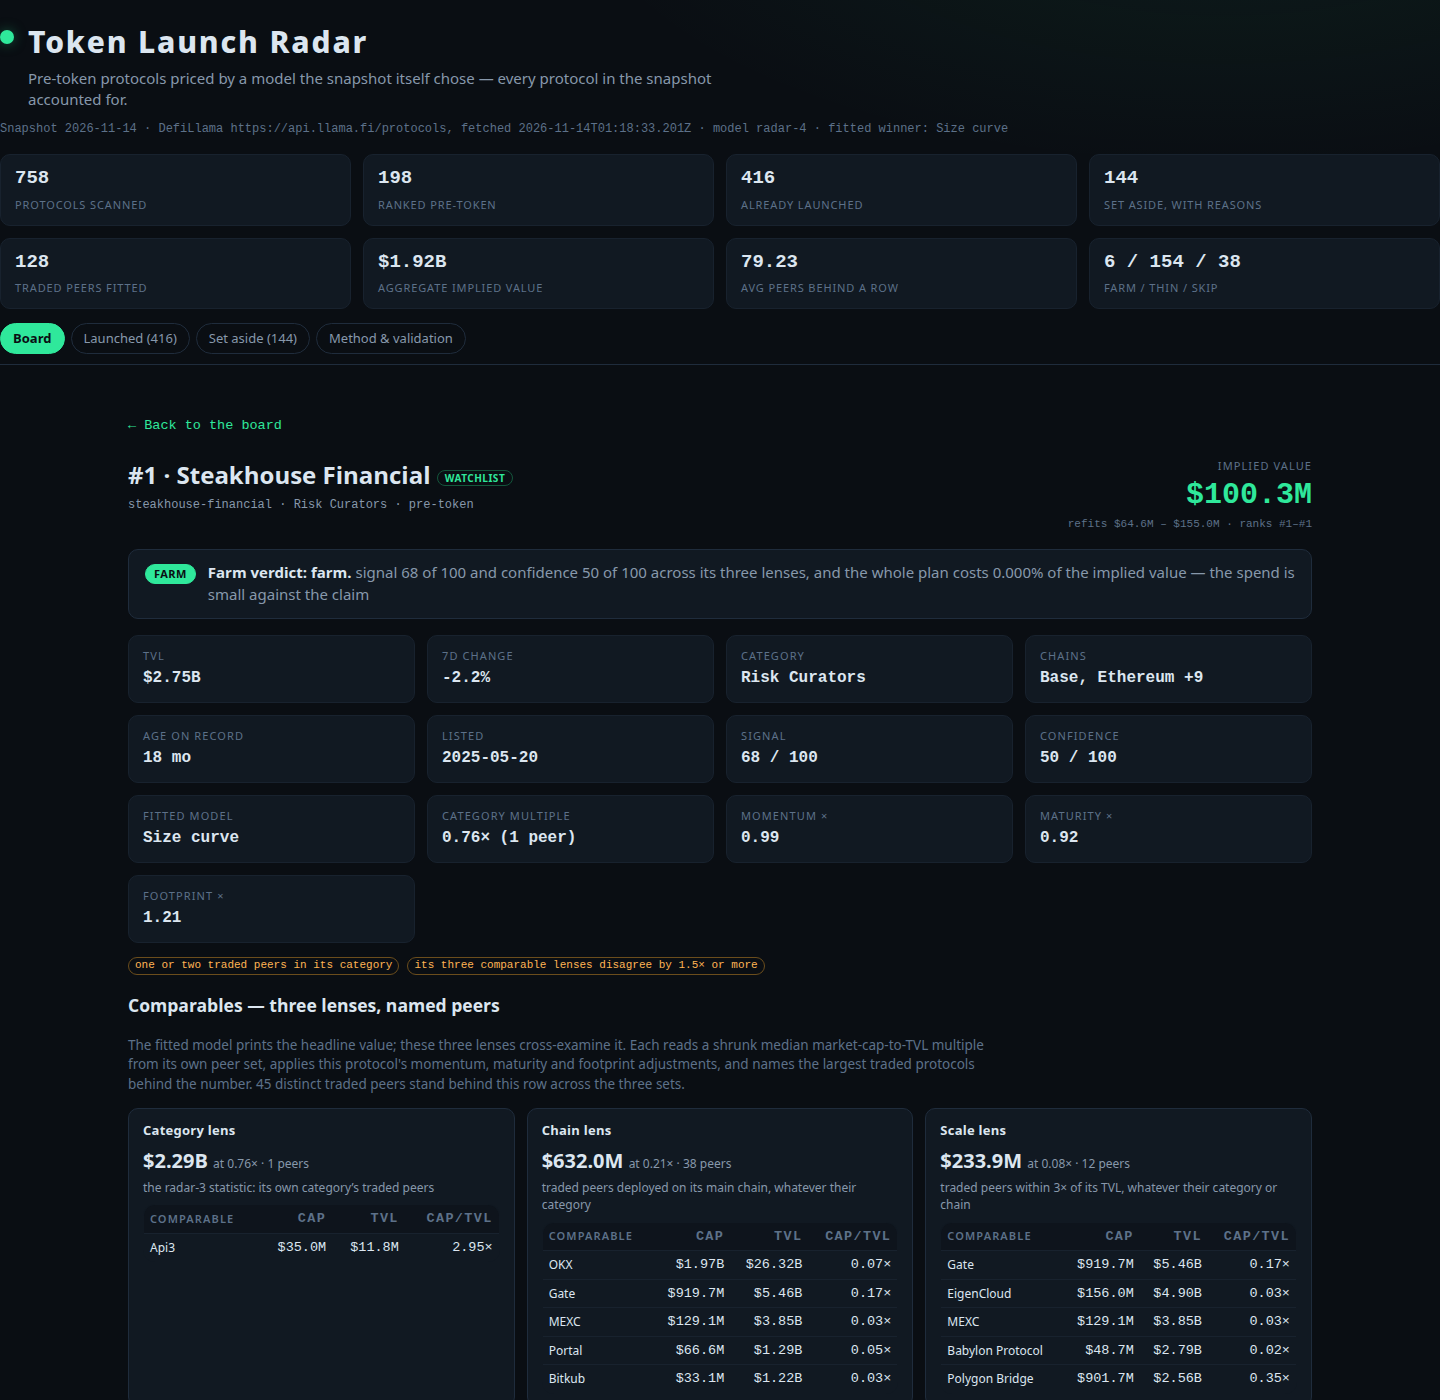 Token Launch Radar
Pre-token protocols priced by a model the snapshot itself chose — every protocol in the snapshot
accounted for.
Snapshot 2026-11-14 · DefiLlama https://api.llama.fi/protocols, fetched 2026-11-14T01:18:33.201Z · model radar-4 · fitted winner: Size curve
758
PROTOCOLS SCANNED
198
RANKED PRE-TOKEN
416
ALREADY LAUNCHED
144
SET ASIDE, WITH REASONS
128
TRADED PEERS FITTED
$1.92B
AGGREGATE IMPLIED VALUE
79.23
AVG PEERS BEHIND A ROW
6 / 154 / 38
FARM / THIN / SKIP
Board
Launched (416)
Set aside (144)
Method & validation
← Back to the board
#1 · Steakhouse Financial WATCHLIST
steakhouse-financial · Risk Curators · pre-token
IMPLIED VALUE
$100.3M
refits $64.6M – $155.0M · ranks #1–#1
FARM
Farm verdict: farm. signal 68 of 100 and confidence 50 of 100 across its three lenses, and the whole plan costs 0.000% of the implied value — the spend is
small against the claim
TVL
$2.75B
7D CHANGE
-2.2%
CATEGORY
Risk Curators
CHAINS
Base, Ethereum +9
AGE ON RECORD
18 mo
LISTED
2025-05-20
SIGNAL
68 / 100
CONFIDENCE
50 / 100
FITTED MODEL
Size curve
CATEGORY MULTIPLE
0.76× (1 peer)
MOMENTUM ×
0.99
MATURITY ×
0.92
FOOTPRINT ×
1.21
one or two traded peers in its category
its three comparable lenses disagree by 1.5× or more
Comparables — three lenses, named peers
The fitted model prints the headline value; these three lenses cross-examine it. Each reads a shrunk median market-cap-to-TVL multiple
from its own peer set, applies this protocol's momentum, maturity and footprint adjustments, and names the largest traded protocols
behind the number. 45 distinct traded peers stand behind this row across the three sets.
Category lens
$2.29B at 0.76× · 1 peers
the radar-3 statistic: its own category's traded peers
COMPARABLE CAP TVL CAP/TVL
Api3 $35.0M $11.8M 2.95×
Chain lens
$632.0M at 0.21× · 38 peers
traded peers deployed on its main chain, whatever their
category
COMPARABLE CAP TVL CAP/TVL
OKX $1.97B $26.32B 0.07×
Gate $919.7M $5.46B 0.17×
MEXC $129.1M $3.85B 0.03×
Portal $66.6M $1.29B 0.05×
Bitkub $33.1M $1.22B 0.03×
Scale lens
$233.9M at 0.08× · 12 peers
traded peers within 3× of its TVL, whatever their category or
chain
COMPARABLE CAP TVL CAP/TVL
Gate $919.7M $5.46B 0.17×
EigenCloud $156.0M $4.90B 0.03×
MEXC $129.1M $3.85B 0.03×
Babylon Protocol $48.7M $2.79B 0.02×
Polygon Bridge $901.7M $2.56B 0.35×